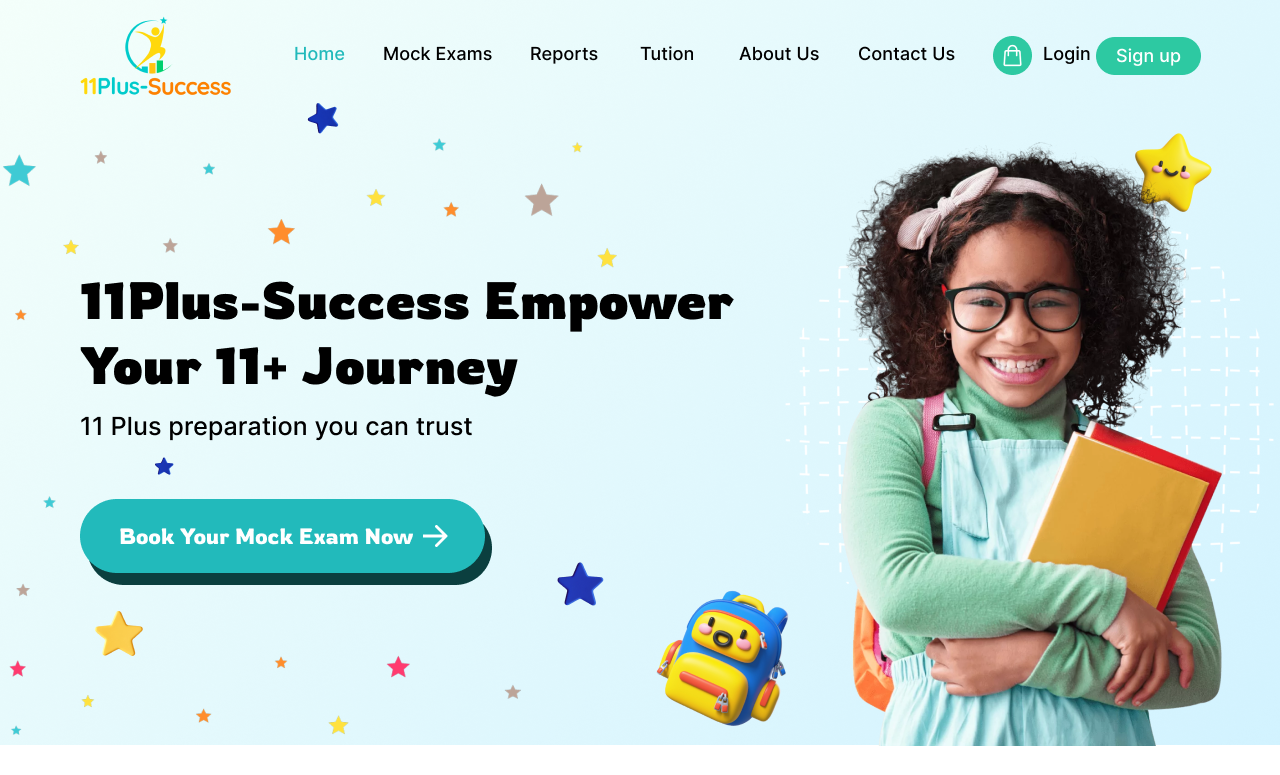 11Plus-Success
Home
Mock Exams
Reports
Tution
About Us
Contact Us
Login
Sign up
11Plus-Success Empower
Your 11+ Journey
11 Plus preparation you can trust
Book Your Mock Exam Now